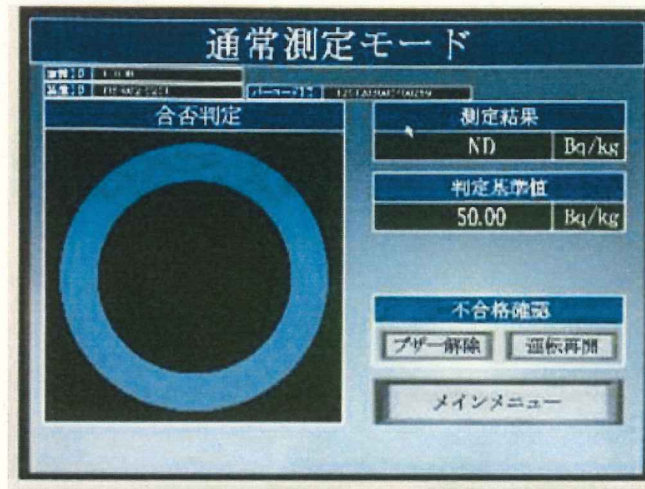 通常測定モード
合否判定
測定結果
ND Bq/kg
判定基準値
50.00 Bq/kg
不合格確認
ブザー解除 運転再開
メインメニュー